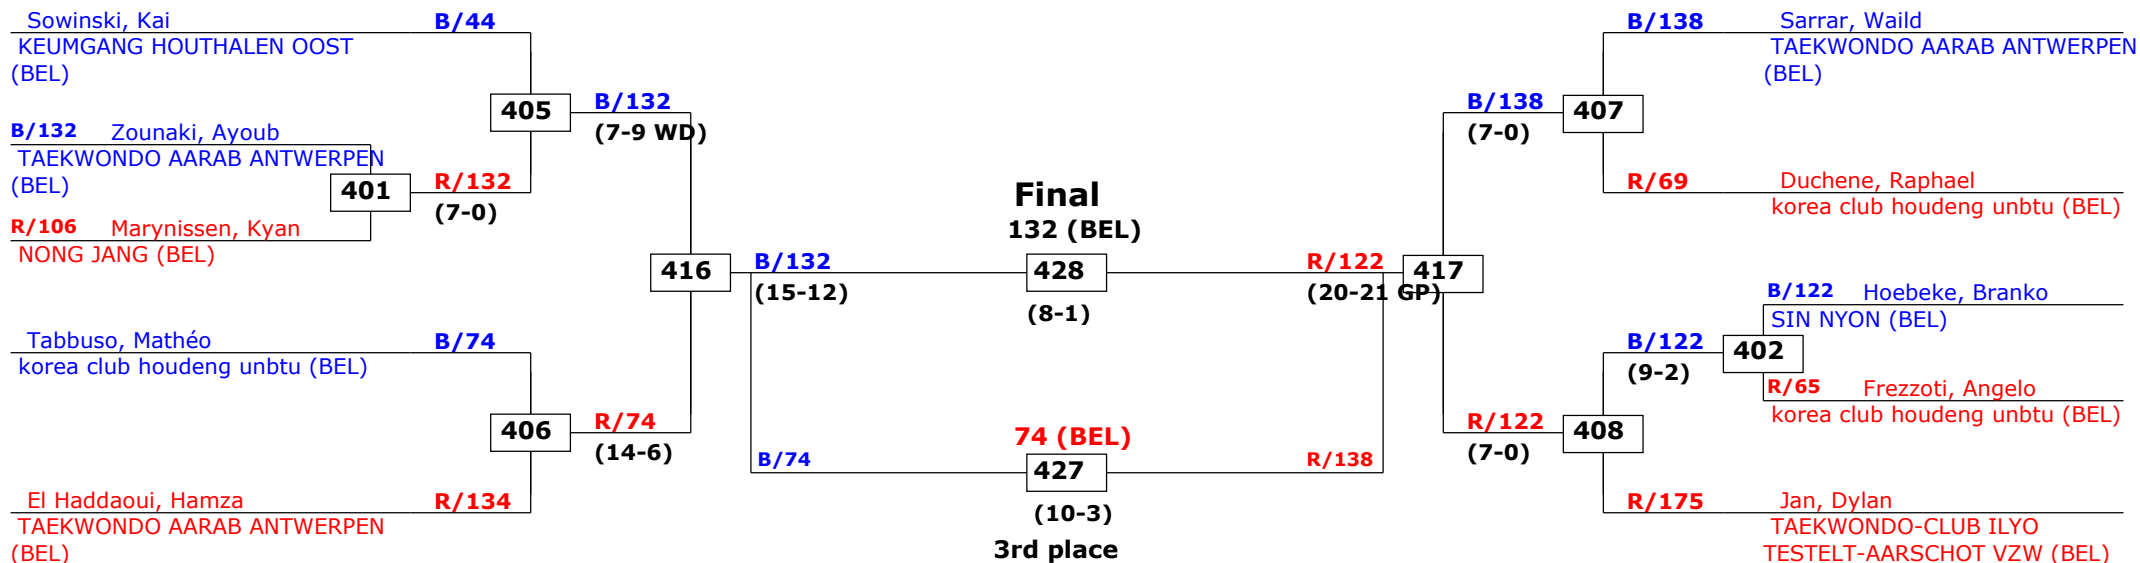 Sowinski, Kai
B/44
KEUMGANG HOUTHALEN OOST
(BEL)
405
B/132
(7-9 WD)
B/132 Zounaki, Ayoub
TAEKWONDO AARAB ANTWERPEN
(BEL)
401
R/132
(7-0)
R/106 Marynissen, Kyan
NONG JANG (BEL)
416
B/132
(15-12)
Tabbuso, Mathéo
B/74
korea club houdeng unbtu (BEL)
406
R/74
(14-6)
El Haddaoui, Hamza
R/134
TAEKWONDO AARAB ANTWERPEN
(BEL)
Final
132 (BEL)
428
(8-1)
B/74
74 (BEL)
427
R/138
(10-3)
3rd place
B/138
Sarrar, Waild
TAEKWONDO AARAB ANTWERPEN
(BEL)
B/138
(7-0)
407
R/69
Duchene, Raphael
korea club houdeng unbtu (BEL)
R/122
(20-21 GP)
417
B/122 Hoebeke, Branko
SIN NYON (BEL)
B/122
(9-2)
402
R/65 Frezzoti, Angelo
korea club houdeng unbtu (BEL)
R/122
(7-0)
408
R/175
Jan, Dylan
TAEKWONDO-CLUB ILYO
TESTELT-AARSCHOT VZW (BEL)